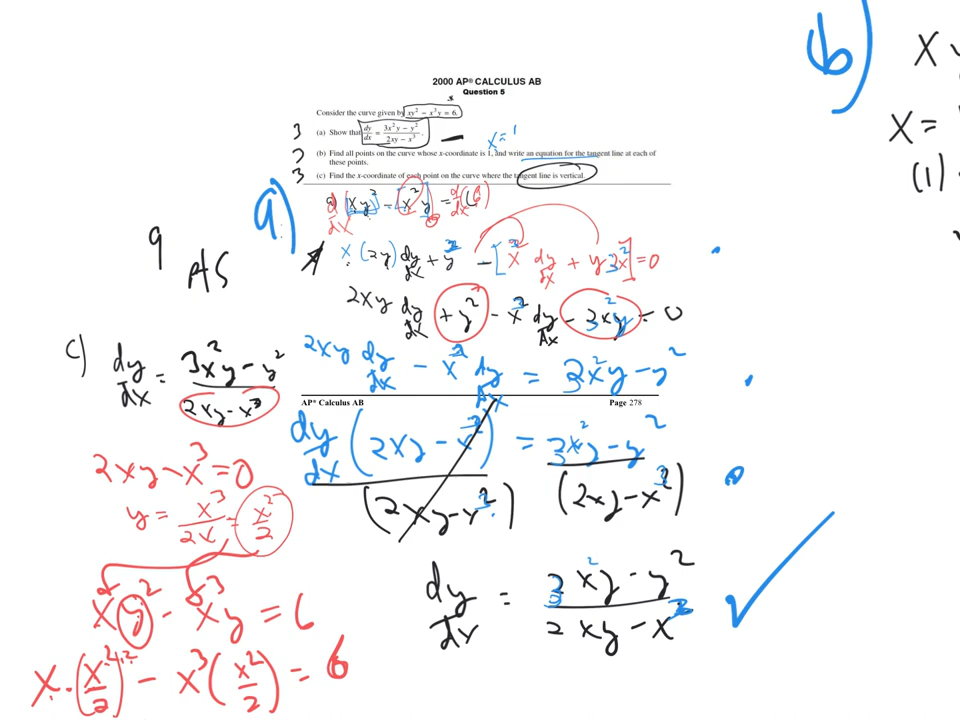 2000 AP® CALCULUS AB
Question 5
Consider the curve given by xy² − x³y = 6.
3 (a) Show that dy/dx = (3x²y − y²)/(2xy − x³).
x=1
(b) Find all points on the curve whose x-coordinate is 1, and write an equation for the tangent line at each of
these points.
3 (c) Find the x-coordinate of each point on the curve where the tangent line is vertical.
a) d/dx [xy²] − [x³y] = d/dx (6)
x(2y) dy/dx + y² − [x³ dy/dx + y 3x²] = 0
2xy dy/dx + y² − x³ dy/dx − 3x²y = 0
2xy dy/dx − x³ dy/dx = 3x²y − y²
AP® Calculus AB Page 278
dy/dx (2xy − x³)/(2xy − x³) = (3x²y − y²)/(2xy − x³)
dy/dx = (3x²y − y²)/(2xy − x³) ✓
9
AS
c) dy/dx = (3x²y − y²)/(2xy − x³)
2xy − x³ = 0
y = x³/2x = x²/2
xy² − x³y = 6
x·(x²/2)² − x³(x²/2) = 6
b)
x
x =
(1)